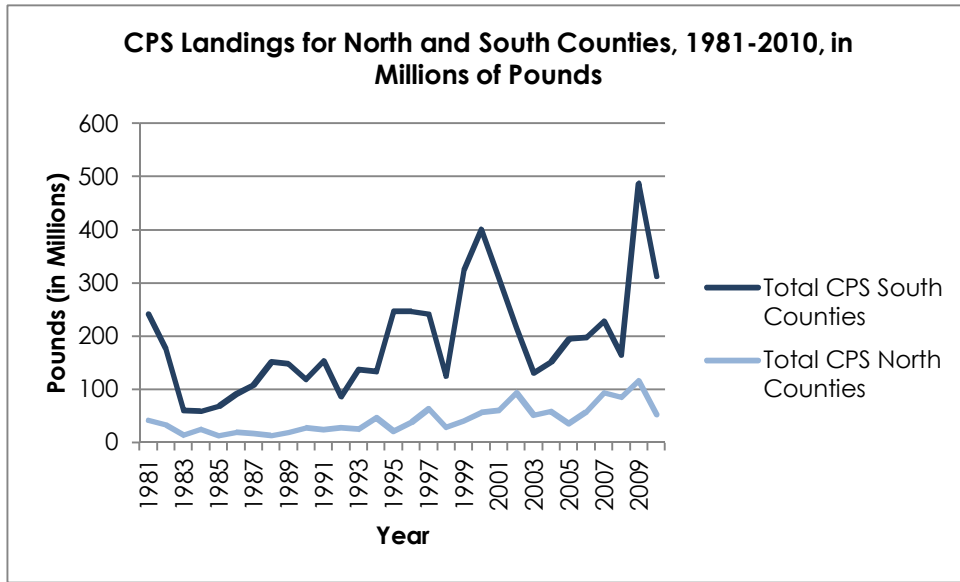 CPS Landings for North and South Counties, 1981-2010, in
Millions of Pounds
600
500
400
300
200
100
0
Pounds (in Millions)
1981
1983
1985
1987
1989
1991
1993
1995
1997
1999
2001
2003
2005
2007
2009
Year
Total CPS South
Counties
Total CPS North
Counties